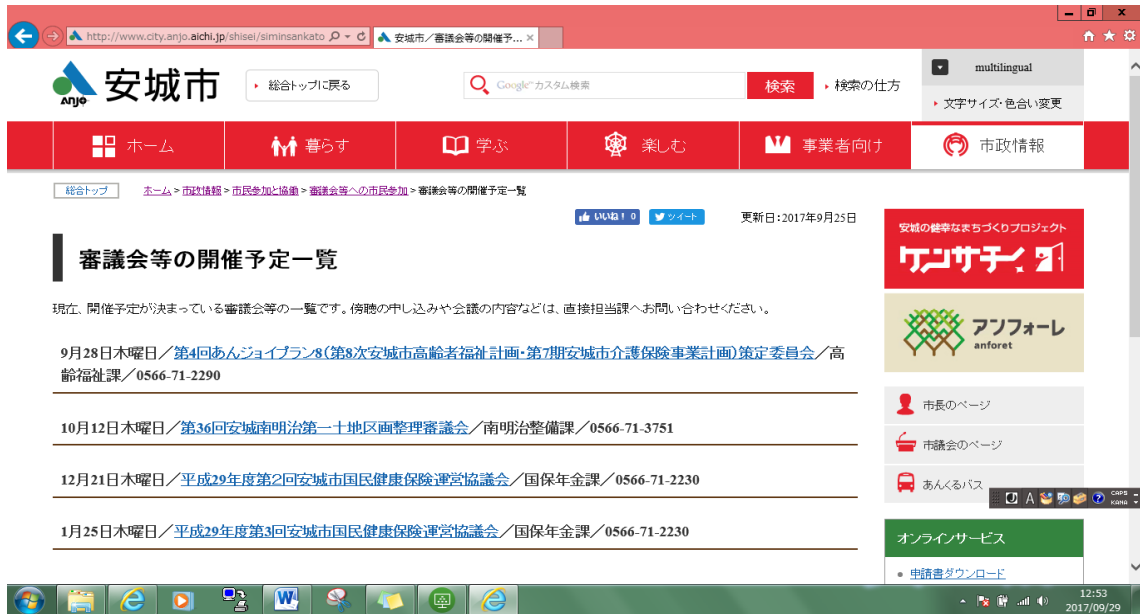 http://www.city.anjo.aichi.jp/shisei/siminsankato
安城市／審議会等の開催予...
Anjo 安城市
総合トップに戻る
Google カスタム検索
検索
検索の仕方
multilingual
文字サイズ・色合い変更
ホーム
暮らす
学ぶ
楽しむ
事業者向け
市政情報
総合トップ
ホーム > 市政情報 > 市民参加と協働 > 審議会等への市民参加 > 審議会等の開催予定一覧
いいね！ 0
ツイート
更新日：2017年9月25日
審議会等の開催予定一覧
現在、開催予定が決まっている審議会等の一覧です。傍聴の申し込みや会議の内容などは、直接担当課へお問い合わせください。
9月28日木曜日／第4回あんジョイプラン8（第8次安城市高齢者福祉計画・第7期安城市介護保険事業計画）策定委員会／高
齢福祉課／0566-71-2290
10月12日木曜日／第36回安城南明治第一土地区画整理審議会／南明治整備課／0566-71-3751
12月21日木曜日／平成29年度第2回安城市国民健康保険運営協議会／国保年金課／0566-71-2230
1月25日木曜日／平成29年度第3回安城市国民健康保険運営協議会／国保年金課／0566-71-2230
安城の健幸なまちづくりプロジェクト
ケンサチ
アンフォーレ
anforet
市長のページ
市議会のページ
あんくるバス
オンラインサービス
申請書ダウンロード
A
CAPS
KANA
12:53
2017/09/29